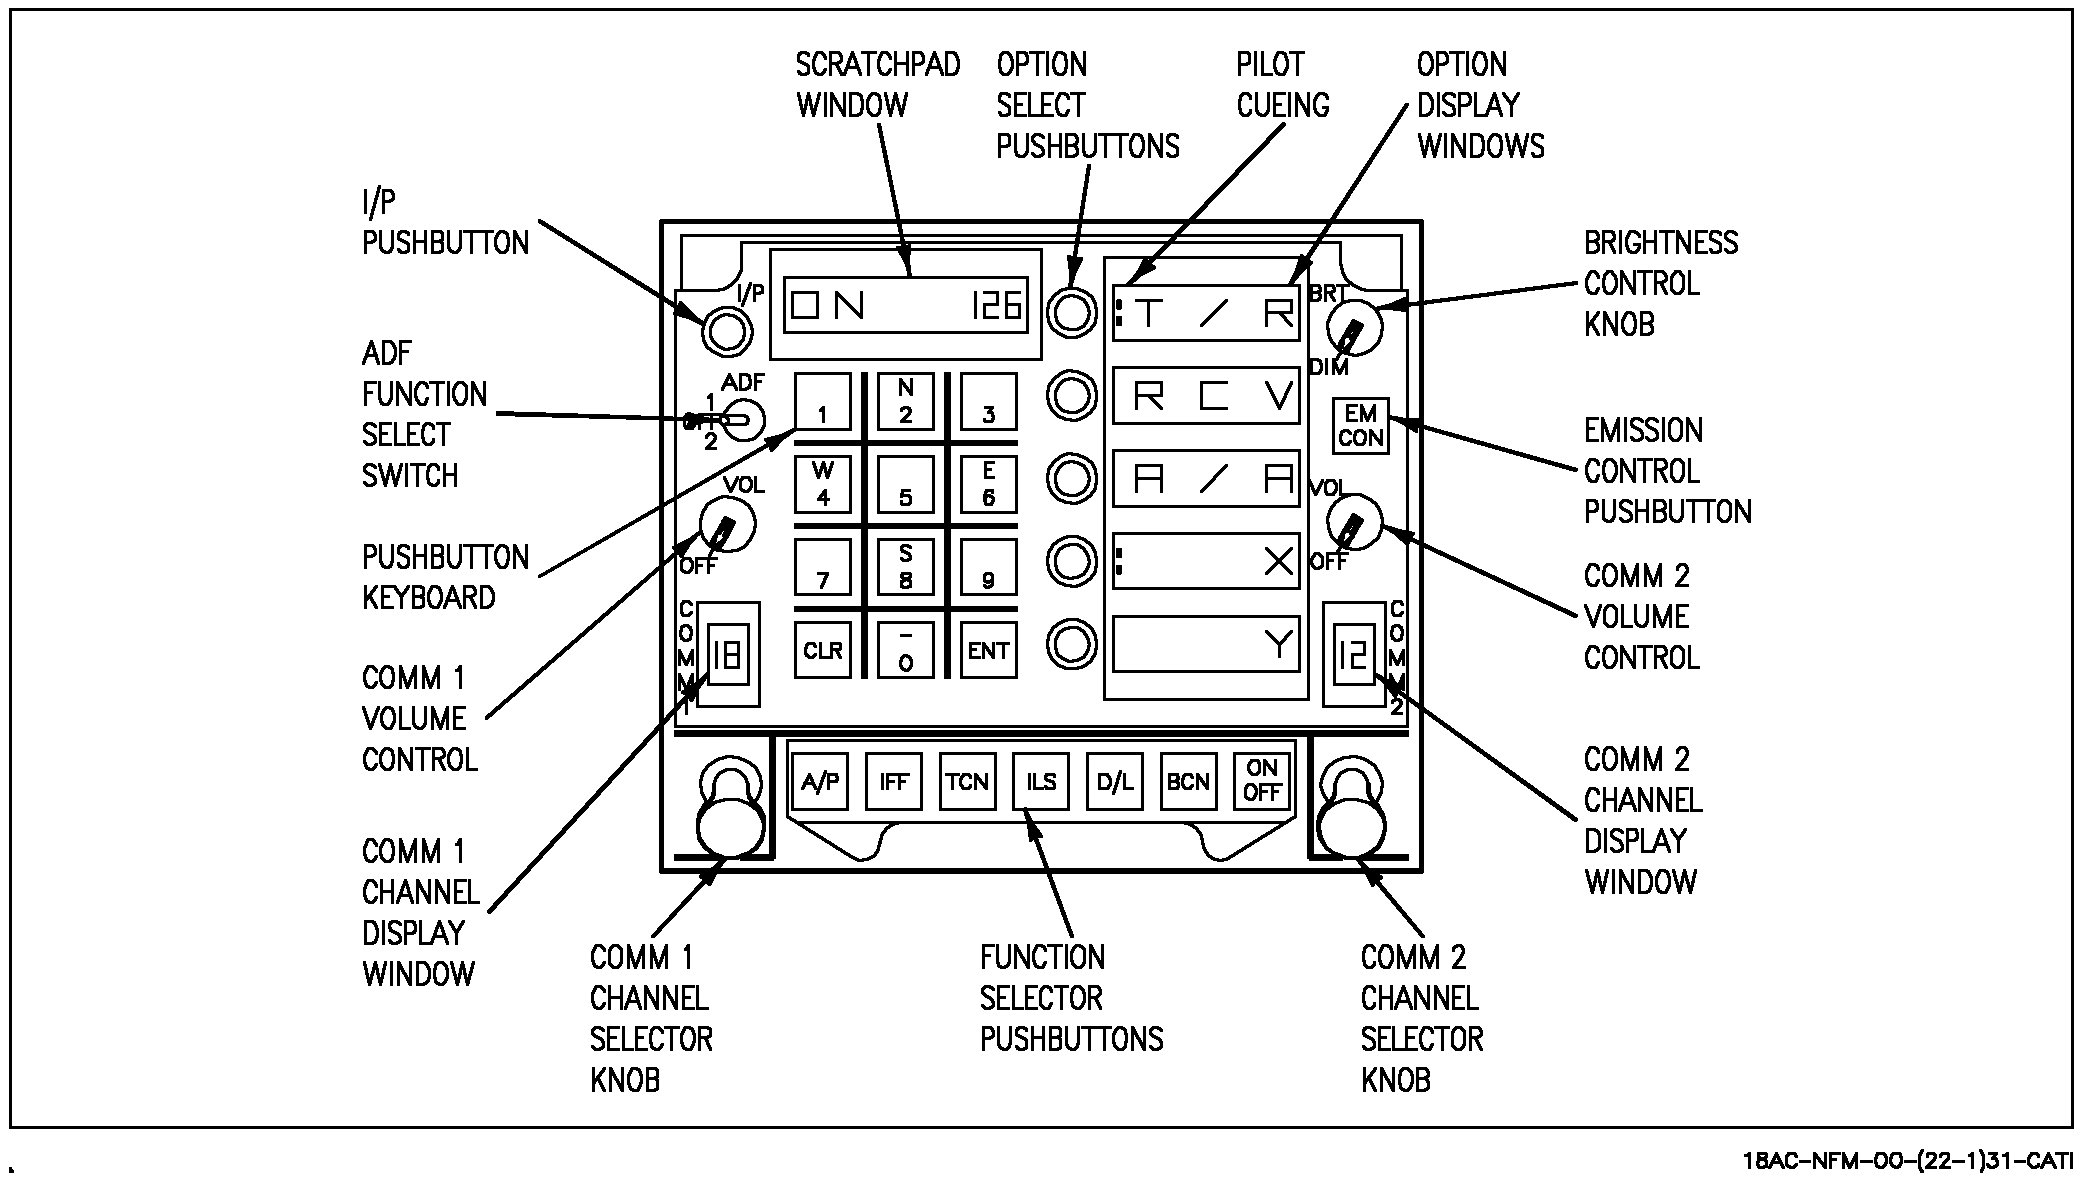 SCRATCHPAD
WINDOW
OPTION
SELECT
PUSHBUTTONS
PILOT
CUEING
OPTION
DISPLAY
WINDOWS
I/P
PUSHBUTTON
ADF
FUNCTION
SELECT
SWITCH
PUSHBUTTON
KEYBOARD
COMM 1
VOLUME
CONTROL
COMM 1
CHANNEL
DISPLAY
WINDOW
I/P
ON 126
ADF
1
2
VOL
OFF
COMM 1
18
1
N
2
3
W
4
5
E
6
7
S
8
9
CLR
-
0
ENT
:T / R
R C V
A / A
: X
Y
BRT
DIM
EM
CON
VOL
OFF
COMM 2
12
A/P
IFF
TCN
ILS
D/L
BCN
ON
OFF
BRIGHTNESS
CONTROL
KNOB
EMISSION
CONTROL
PUSHBUTTON
COMM 2
VOLUME
CONTROL
COMM 2
CHANNEL
DISPLAY
WINDOW
COMM 1
CHANNEL
SELECTOR
KNOB
FUNCTION
SELECTOR
PUSHBUTTONS
COMM 2
CHANNEL
SELECTOR
KNOB
18AC-NFM-00-(22-1)31-CATI